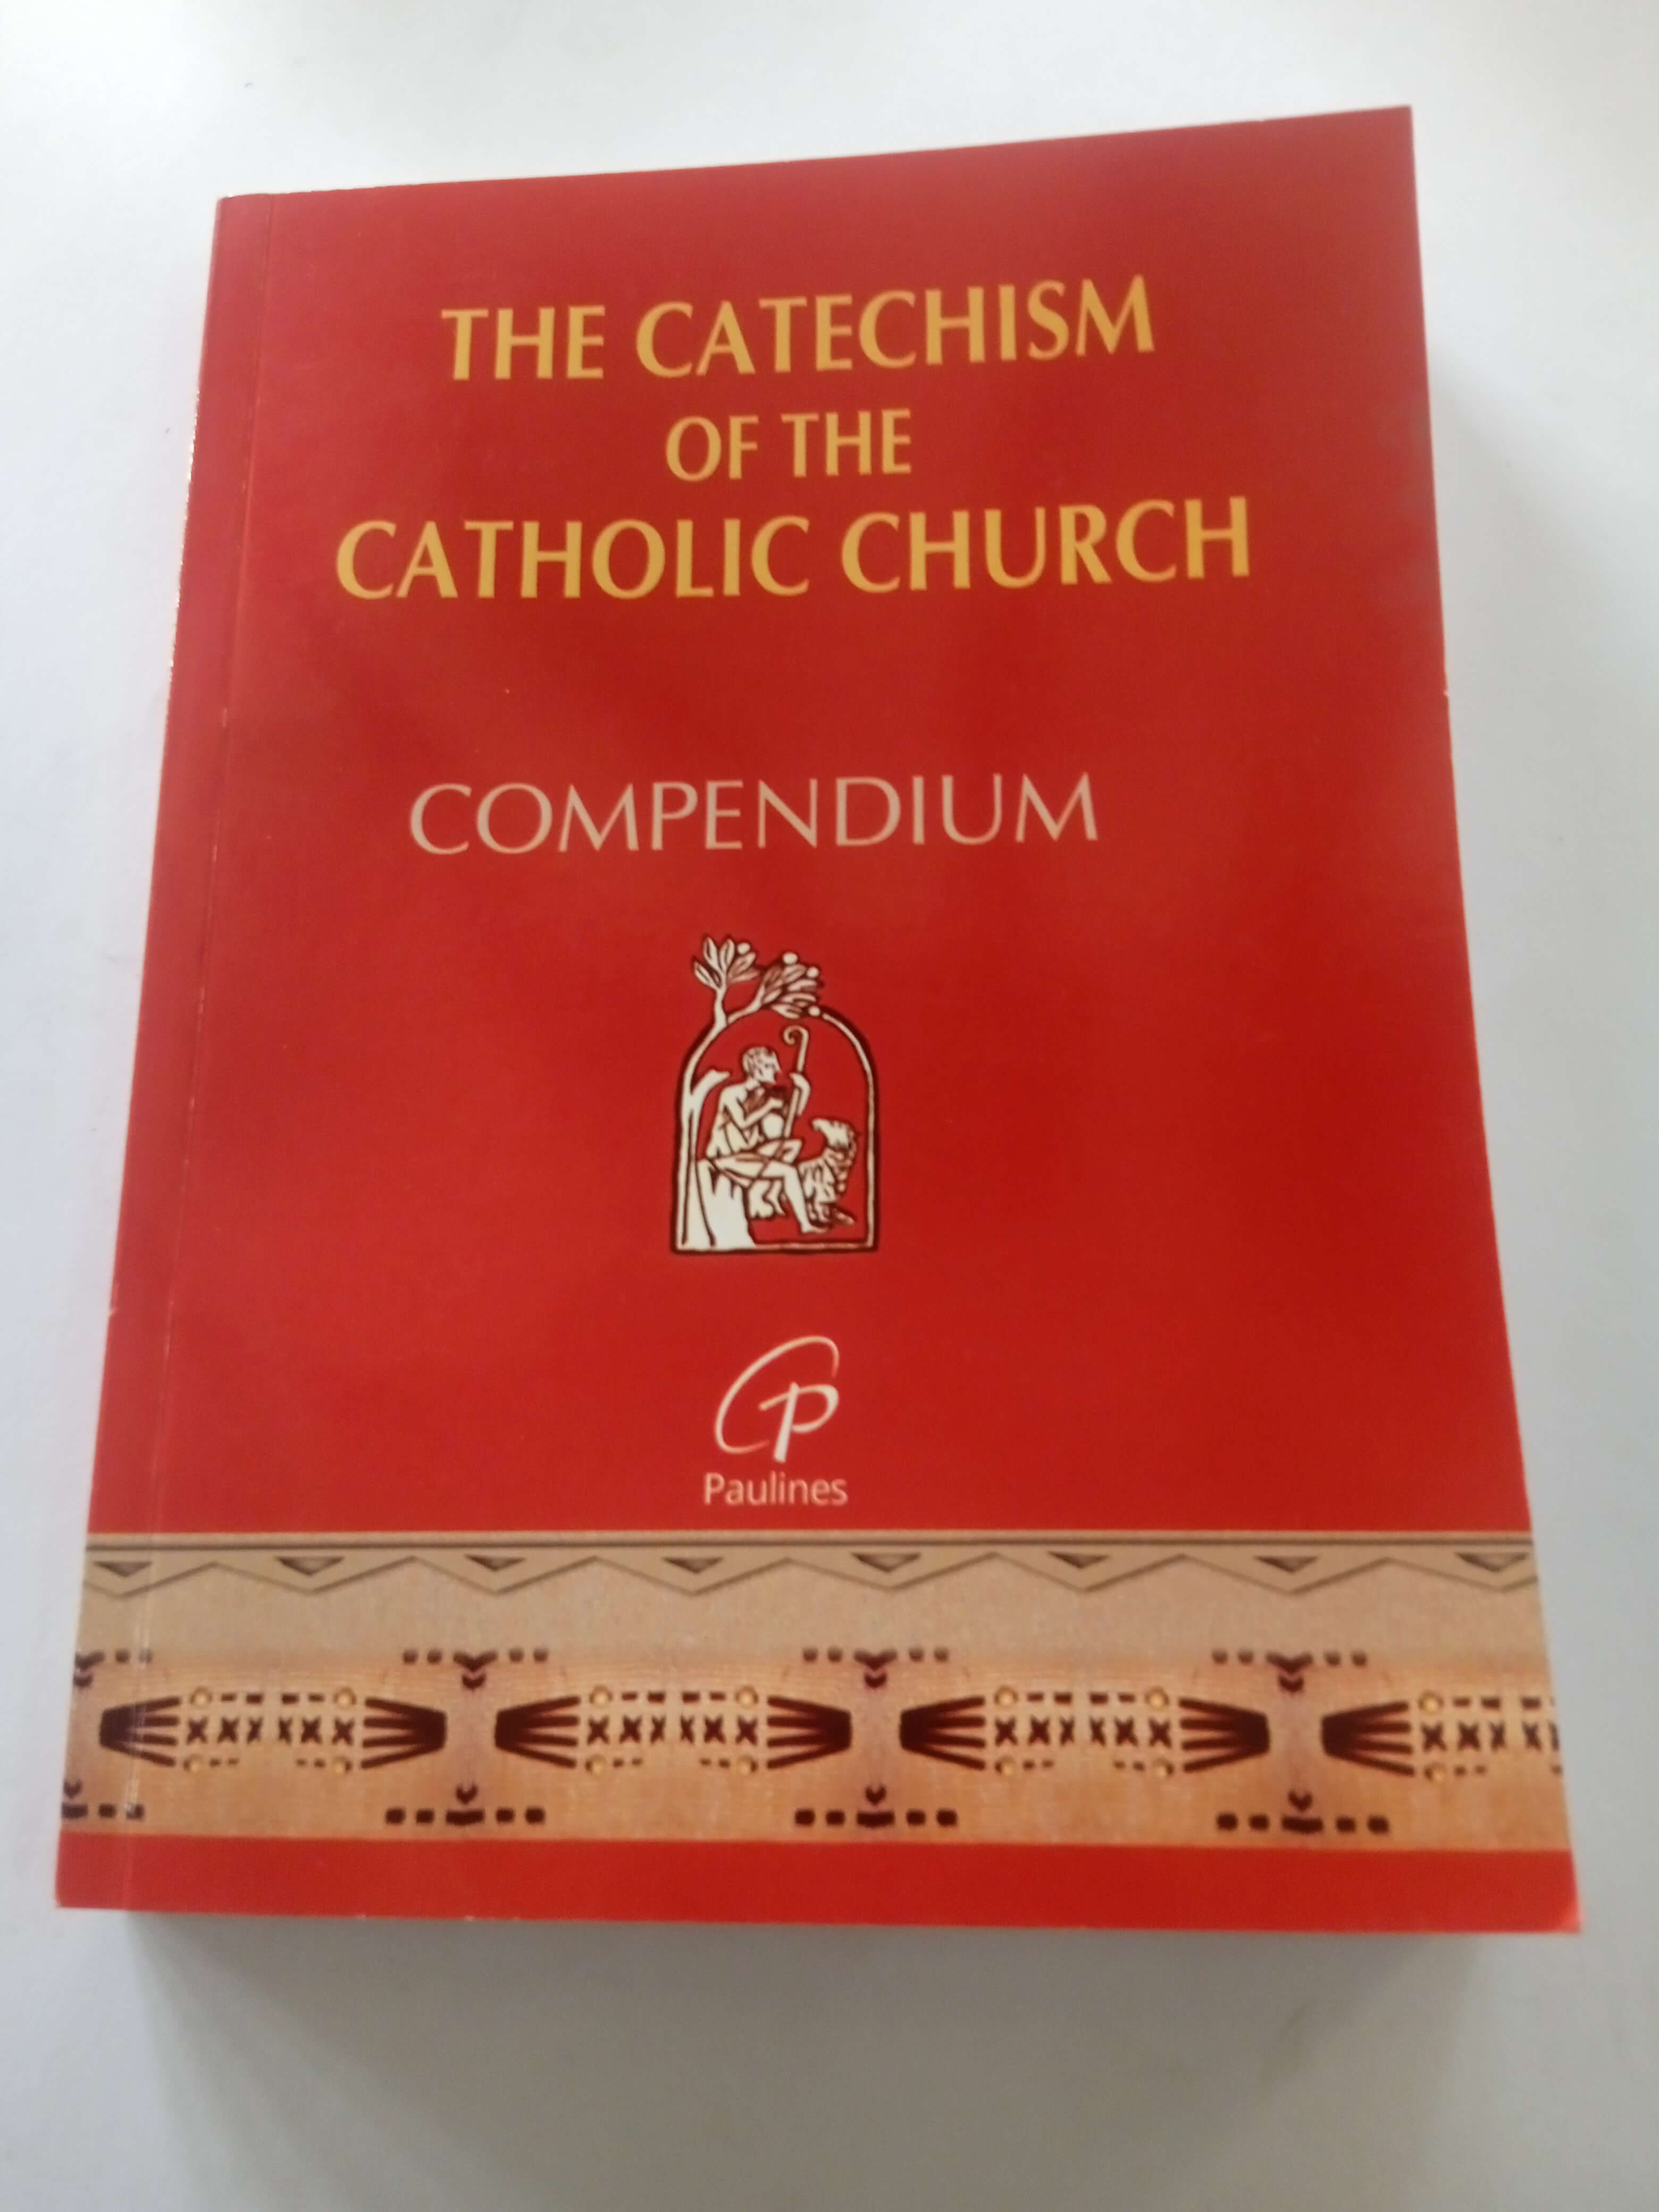 THE CATECHISM
OF THE
CATHOLIC CHURCH
COMPENDIUM
Paulines